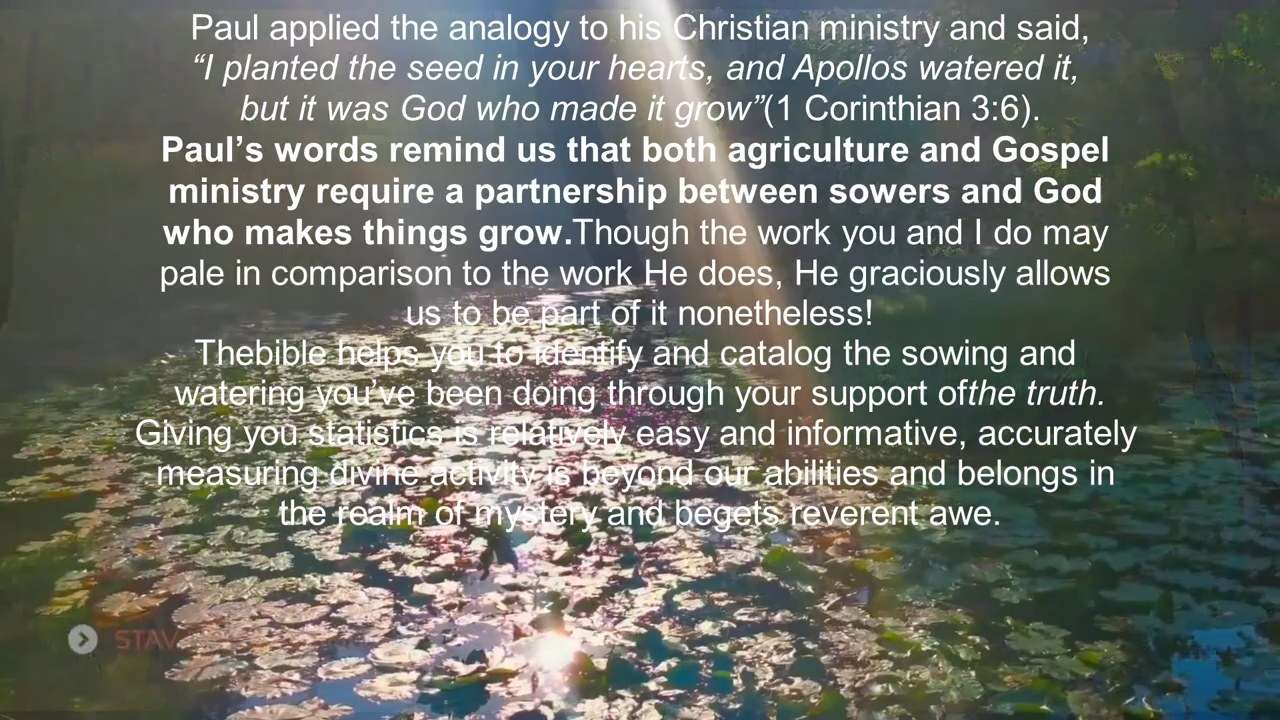 Paul applied the analogy to his Christian ministry and said,
“I planted the seed in your hearts, and Apollos watered it,
but it was God who made it grow”(1 Corinthian 3:6).
Paul’s words remind us that both agriculture and Gospel
ministry require a partnership between sowers and God
who makes things grow.Though the work you and I do may
pale in comparison to the work He does, He graciously allows
us to be part of it nonetheless!
Thebible helps you to identify and catalog the sowing and
watering you’ve been doing through your support ofthe truth.
Giving you statistics is relatively easy and informative, accurately
measuring divine activity is beyond our abilities and belongs in
the realm of mystery and begets reverent awe.
STAV